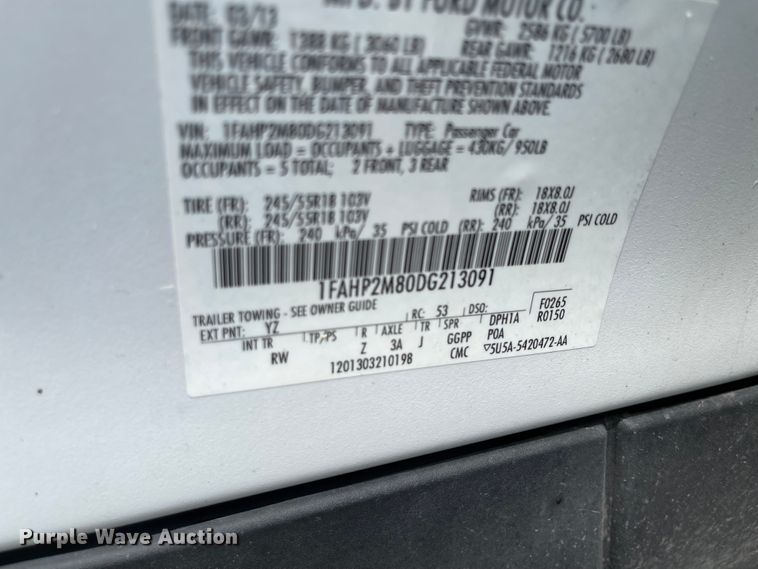 DATE: 03/13
MFD. BY FORD MOTOR CO.
GVWR: 2586 KG ( 5700 LB)
FRONT GAWR: 1388 KG ( 3060 LB)
REAR GAWR: 1216 KG ( 2680 LB)
THIS VEHICLE CONFORMS TO ALL APPLICABLE FEDERAL MOTOR
VEHICLE SAFETY, BUMPER, AND THEFT PREVENTION STANDARDS
IN EFFECT ON THE DATE OF MANUFACTURE SHOWN ABOVE.
VIN: 1FAHP2M80DG213091 TYPE: Passenger Car
MAXIMUM LOAD = OCCUPANTS + LUGGAGE = 430KG/950LB
OCCUPANTS = 5 TOTAL; 2 FRONT, 3 REAR
TIRE (FR): 245/55R18 103V RIMS (FR): 18X8.0J
(RR): 245/55R18 103V (RR): 18X8.0J
PRESSURE (FR): 240 kPa/ 35 PSI COLD (RR): 240 kPa/ 35 PSI COLD
1FAHP2M80DG213091
TRAILER TOWING - SEE OWNER GUIDE
F0265
R0150
EXT PNT: YZ RC: 53 DSO:
INT TR TP/PS R AXLE TR SPR DPH1A
RW Z 3A J GGPP POA
1201303210198 CMC ▽5U5A-5420472-AA
Purple Wave Auction